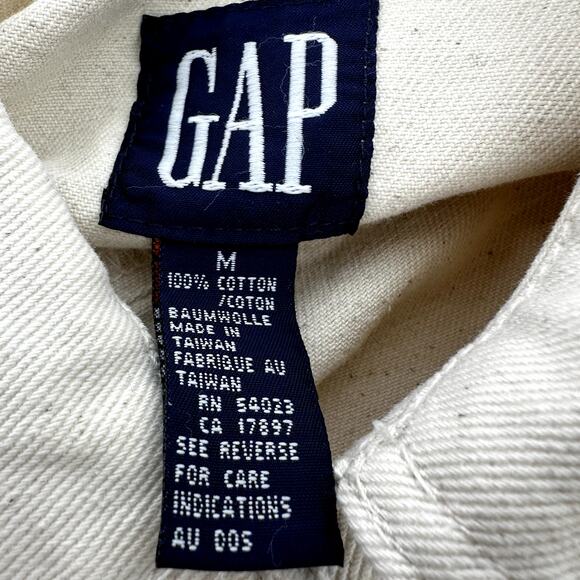 GAP
M
100% COTTON
/COTON
BAUMWOLLE
MADE IN
TAIWAN
FABRIQUE AU
TAIWAN
RN 54023
CA 17897
SEE REVERSE
FOR CARE
INDICATIONS
AU DOS